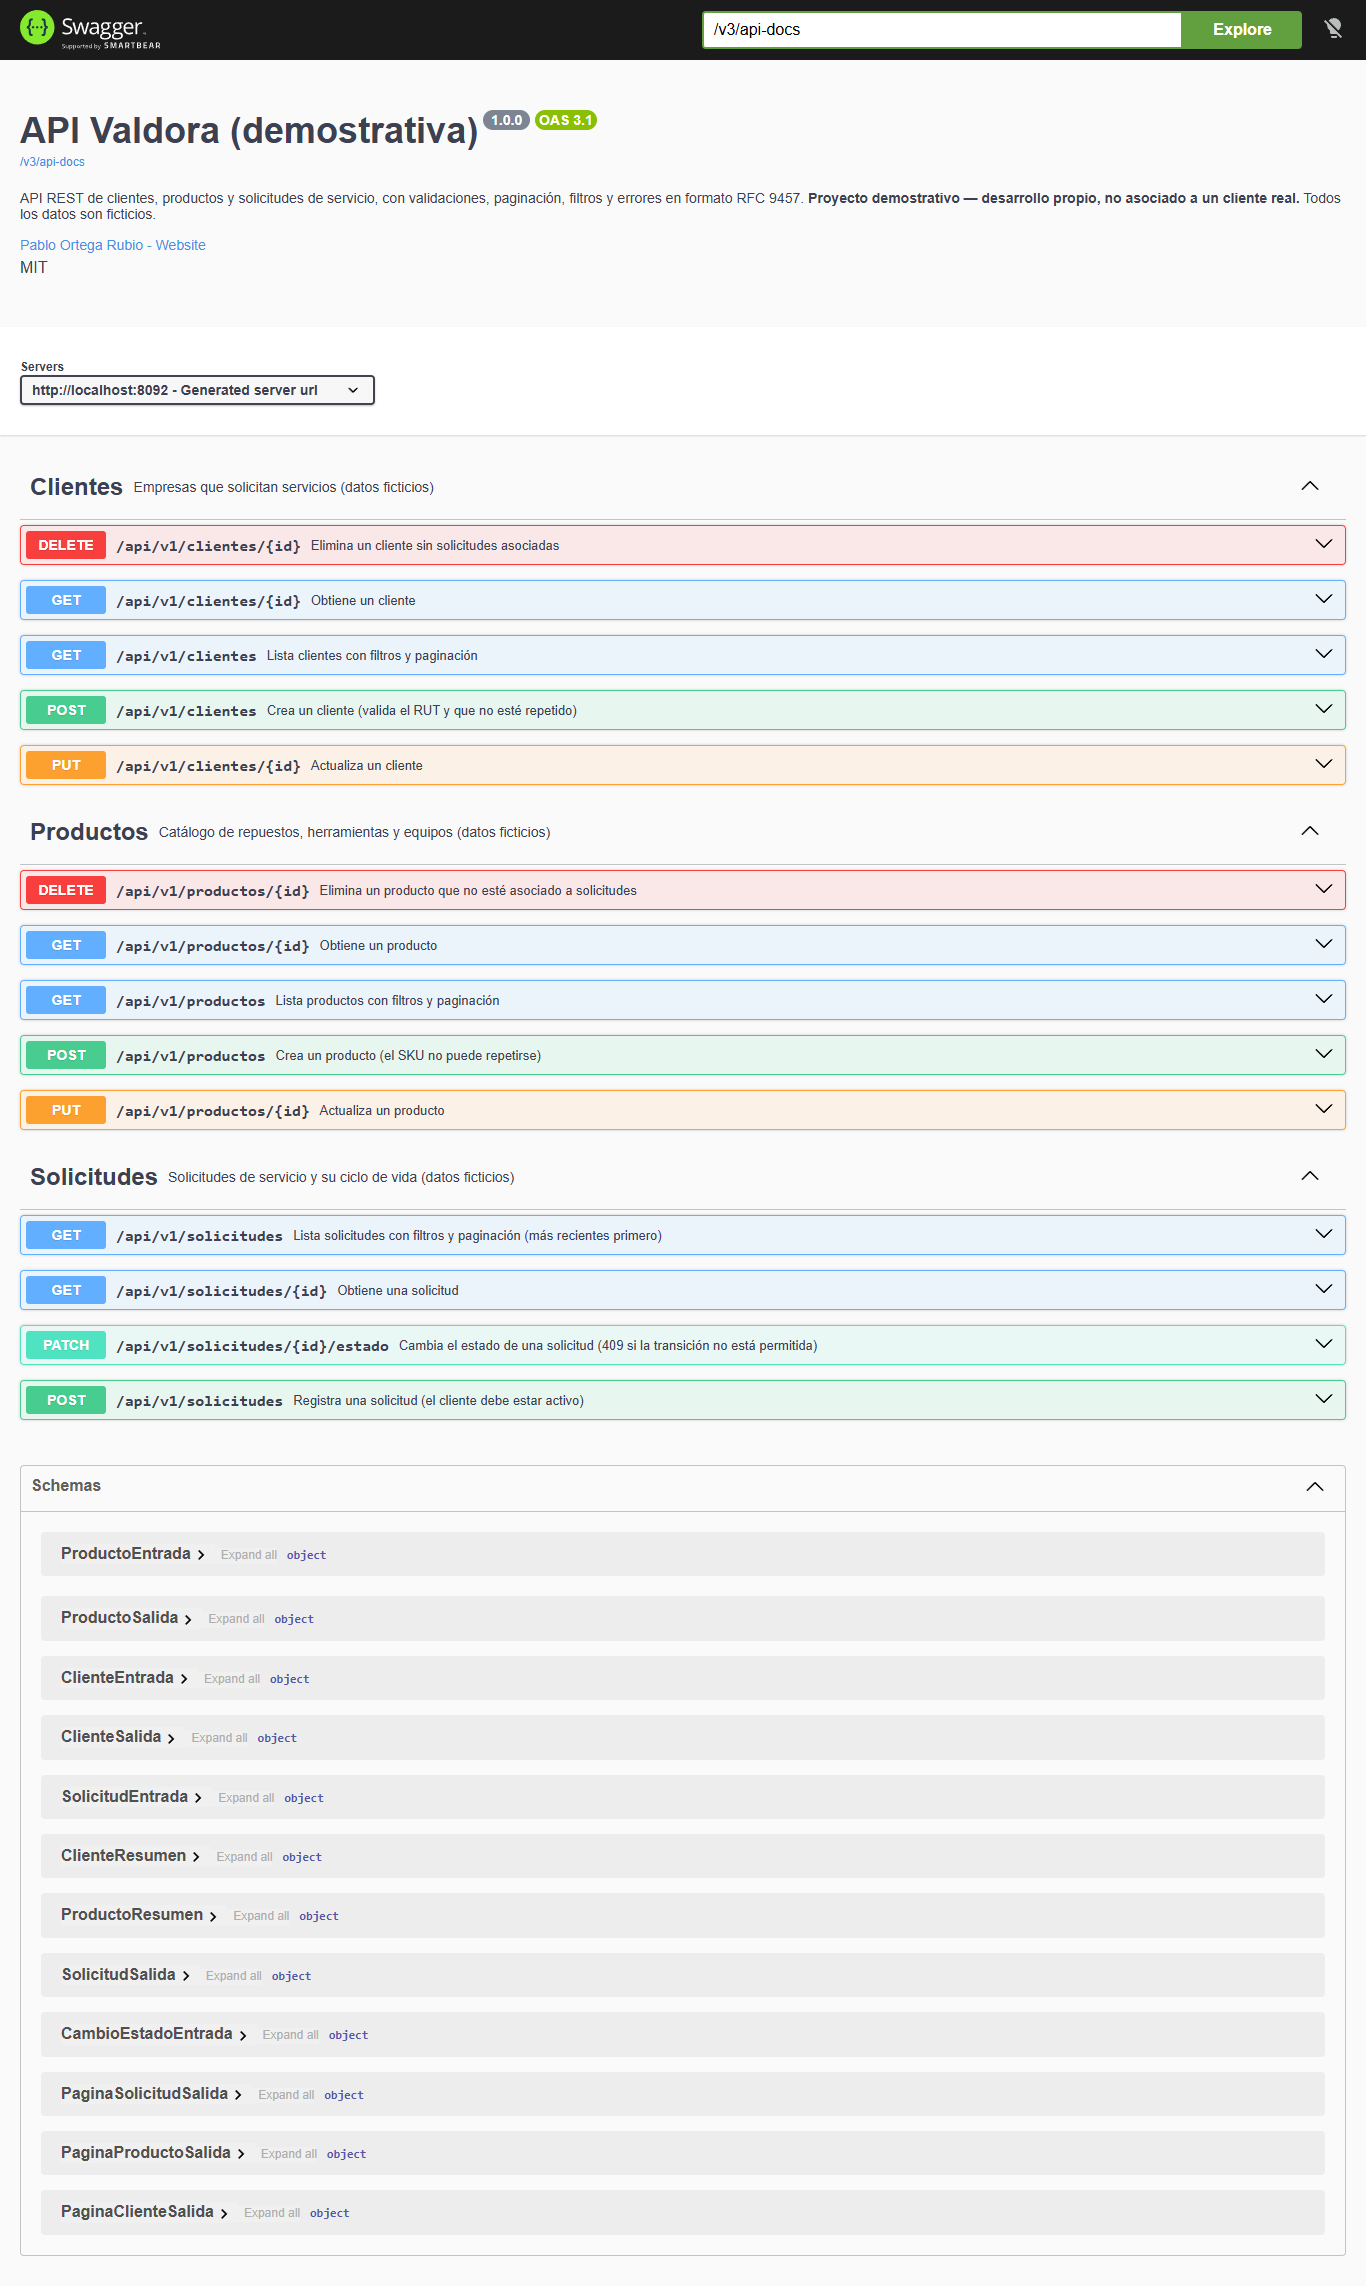 Swagger.
Supported by SMARTBEAR
/v3/api-docs
Explore
API Valdora (demostrativa) 1.0.0 OAS 3.1
/v3/api-docs
API REST de clientes, productos y solicitudes de servicio, con validaciones, paginación, filtros y errores en formato RFC 9457. Proyecto demostrativo — desarrollo propio, no asociado a un cliente real. Todos
los datos son ficticios.
Pablo Ortega Rubio - Website
MIT
Servers
http://localhost:8092 - Generated server url
Clientes Empresas que solicitan servicios (datos ficticios)
DELETE /api/v1/clientes/{id} Elimina un cliente sin solicitudes asociadas
GET /api/v1/clientes/{id} Obtiene un cliente
GET /api/v1/clientes Lista clientes con filtros y paginación
POST /api/v1/clientes Crea un cliente (valida el RUT y que no esté repetido)
PUT /api/v1/clientes/{id} Actualiza un cliente
Productos Catálogo de repuestos, herramientas y equipos (datos ficticios)
DELETE /api/v1/productos/{id} Elimina un producto que no esté asociado a solicitudes
GET /api/v1/productos/{id} Obtiene un producto
GET /api/v1/productos Lista productos con filtros y paginación
POST /api/v1/productos Crea un producto (el SKU no puede repetirse)
PUT /api/v1/productos/{id} Actualiza un producto
Solicitudes Solicitudes de servicio y su ciclo de vida (datos ficticios)
GET /api/v1/solicitudes Lista solicitudes con filtros y paginación (más recientes primero)
GET /api/v1/solicitudes/{id} Obtiene una solicitud
PATCH /api/v1/solicitudes/{id}/estado Cambia el estado de una solicitud (409 si la transición no está permitida)
POST /api/v1/solicitudes Registra una solicitud (el cliente debe estar activo)
Schemas
ProductoEntrada Expand all object
ProductoSalida Expand all object
ClienteEntrada Expand all object
ClienteSalida Expand all object
SolicitudEntrada Expand all object
ClienteResumen Expand all object
ProductoResumen Expand all object
SolicitudSalida Expand all object
CambioEstadoEntrada Expand all object
PaginaSolicitudSalida Expand all object
PaginaProductoSalida Expand all object
PaginaClienteSalida Expand all object